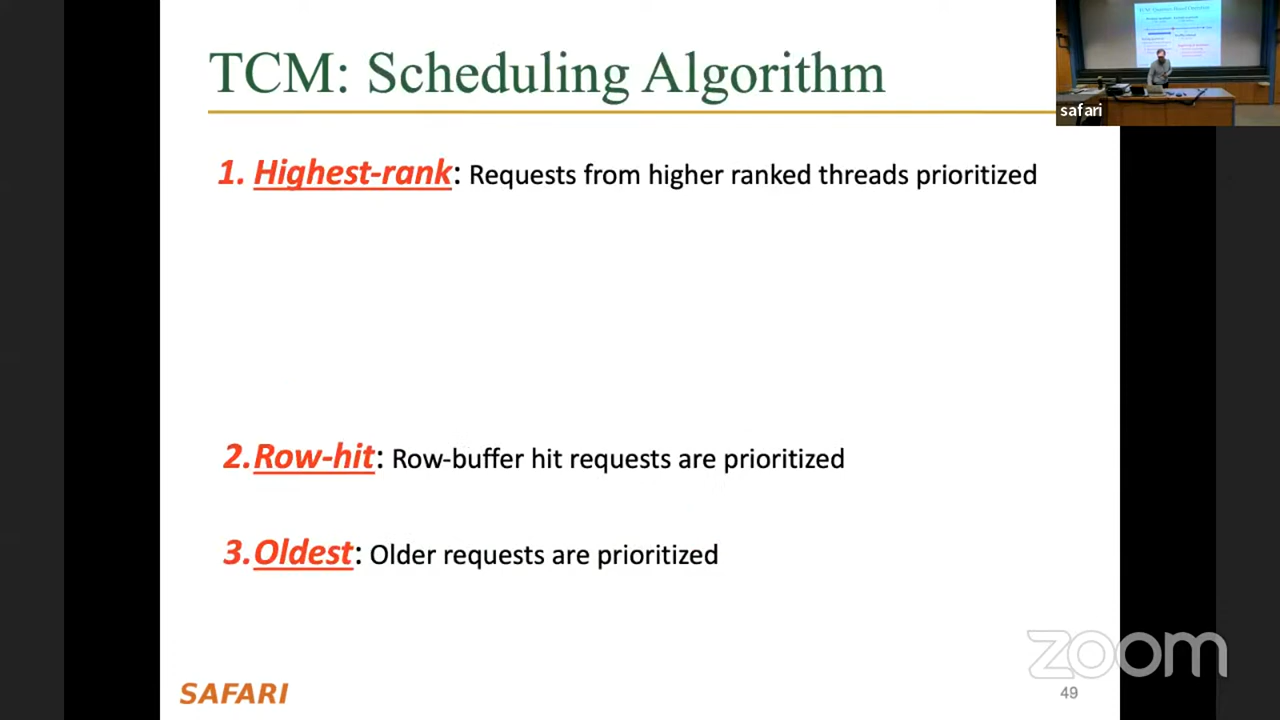 TCM: Scheduling Algorithm
safari
1. Highest-rank: Requests from higher ranked threads prioritized
2.Row-hit: Row-buffer hit requests are prioritized
3.Oldest: Older requests are prioritized
zoom
SAFARI
49